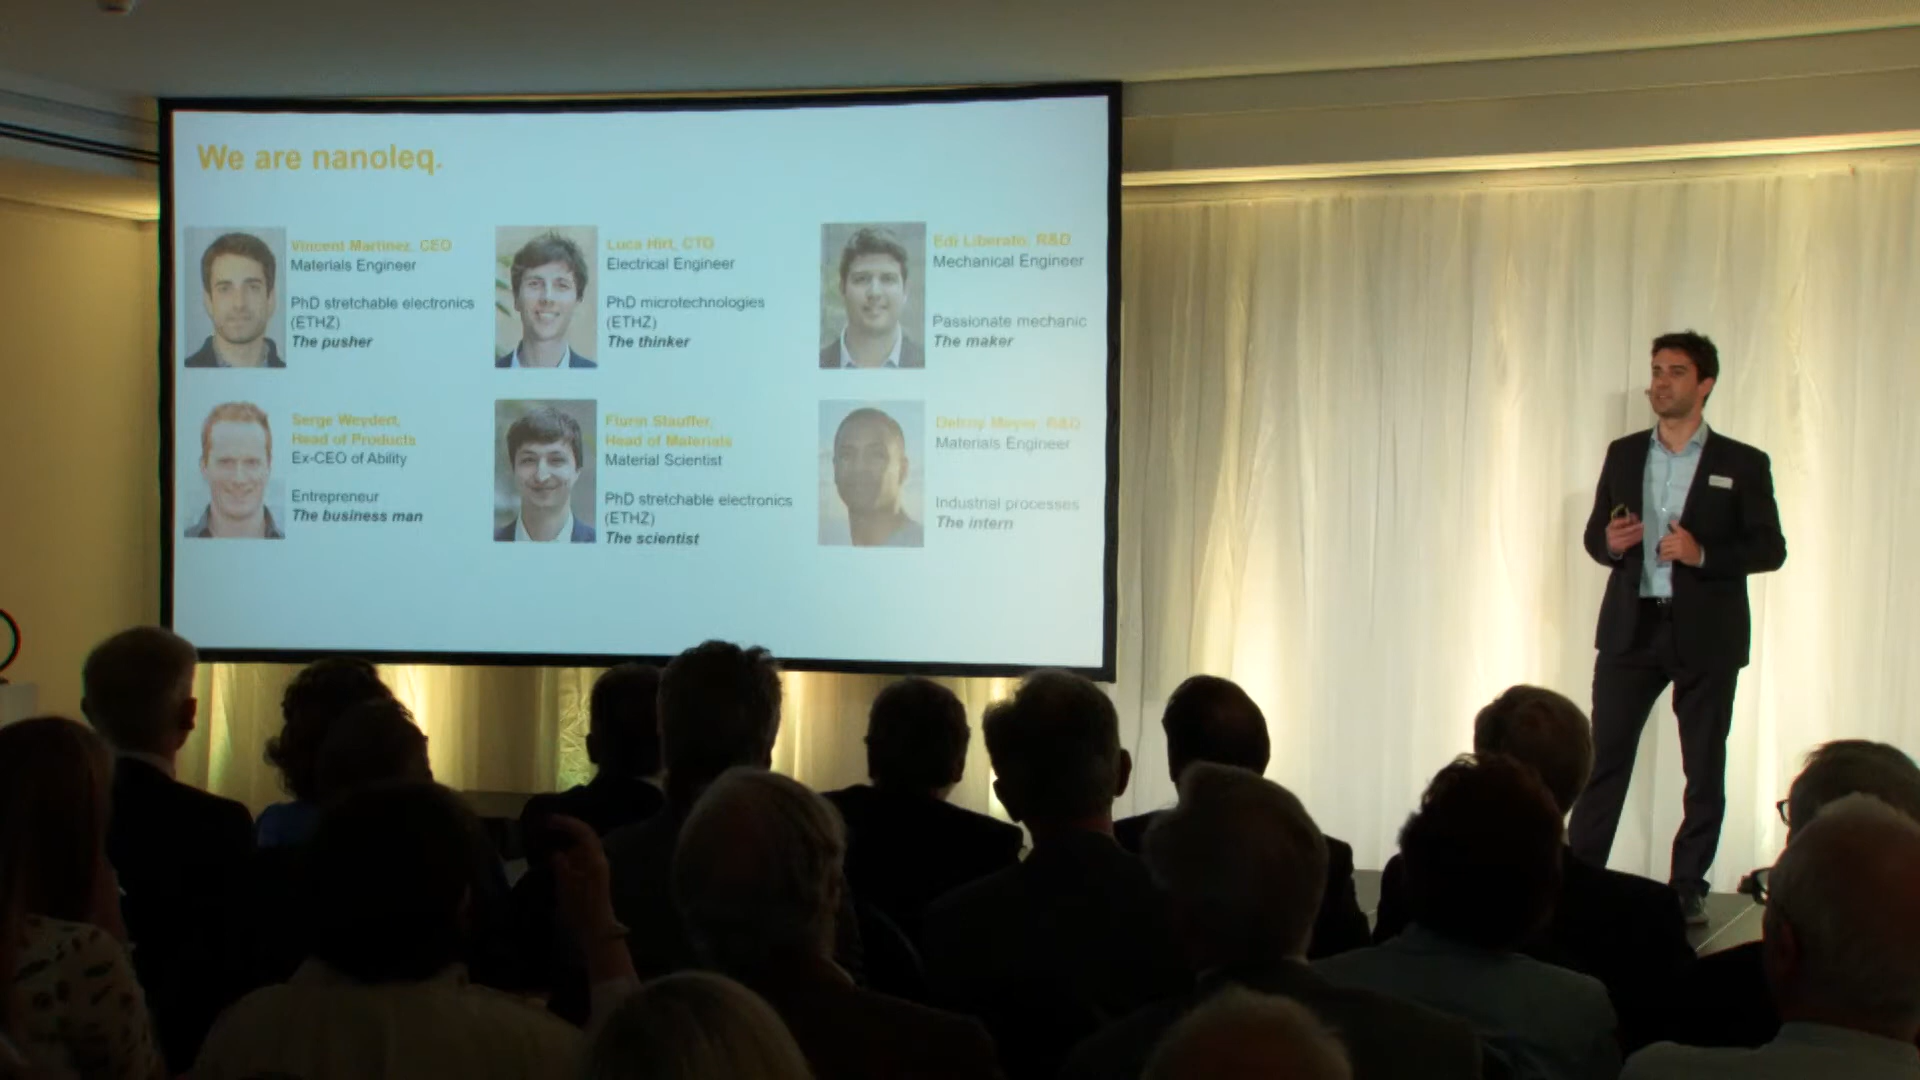 We are nanoleq.
Vincent Martinez, CEO
Materials Engineer
PhD stretchable electronics
(ETHZ)
The pusher
Luca Hirt, CTO
Electrical Engineer
PhD microtechnologies
(ETHZ)
The thinker
Edi Liberato, R&D
Mechanical Engineer
Passionate mechanic
The maker
Serge Weydert,
Head of Products
Ex-CEO of Ability
Entrepreneur
The business man
Flurin Stauffer,
Head of Materials
Material Scientist
PhD stretchable electronics
(ETHZ)
The scientist
Meyer, R&D
Materials Engineer
Industrial processes
The intern